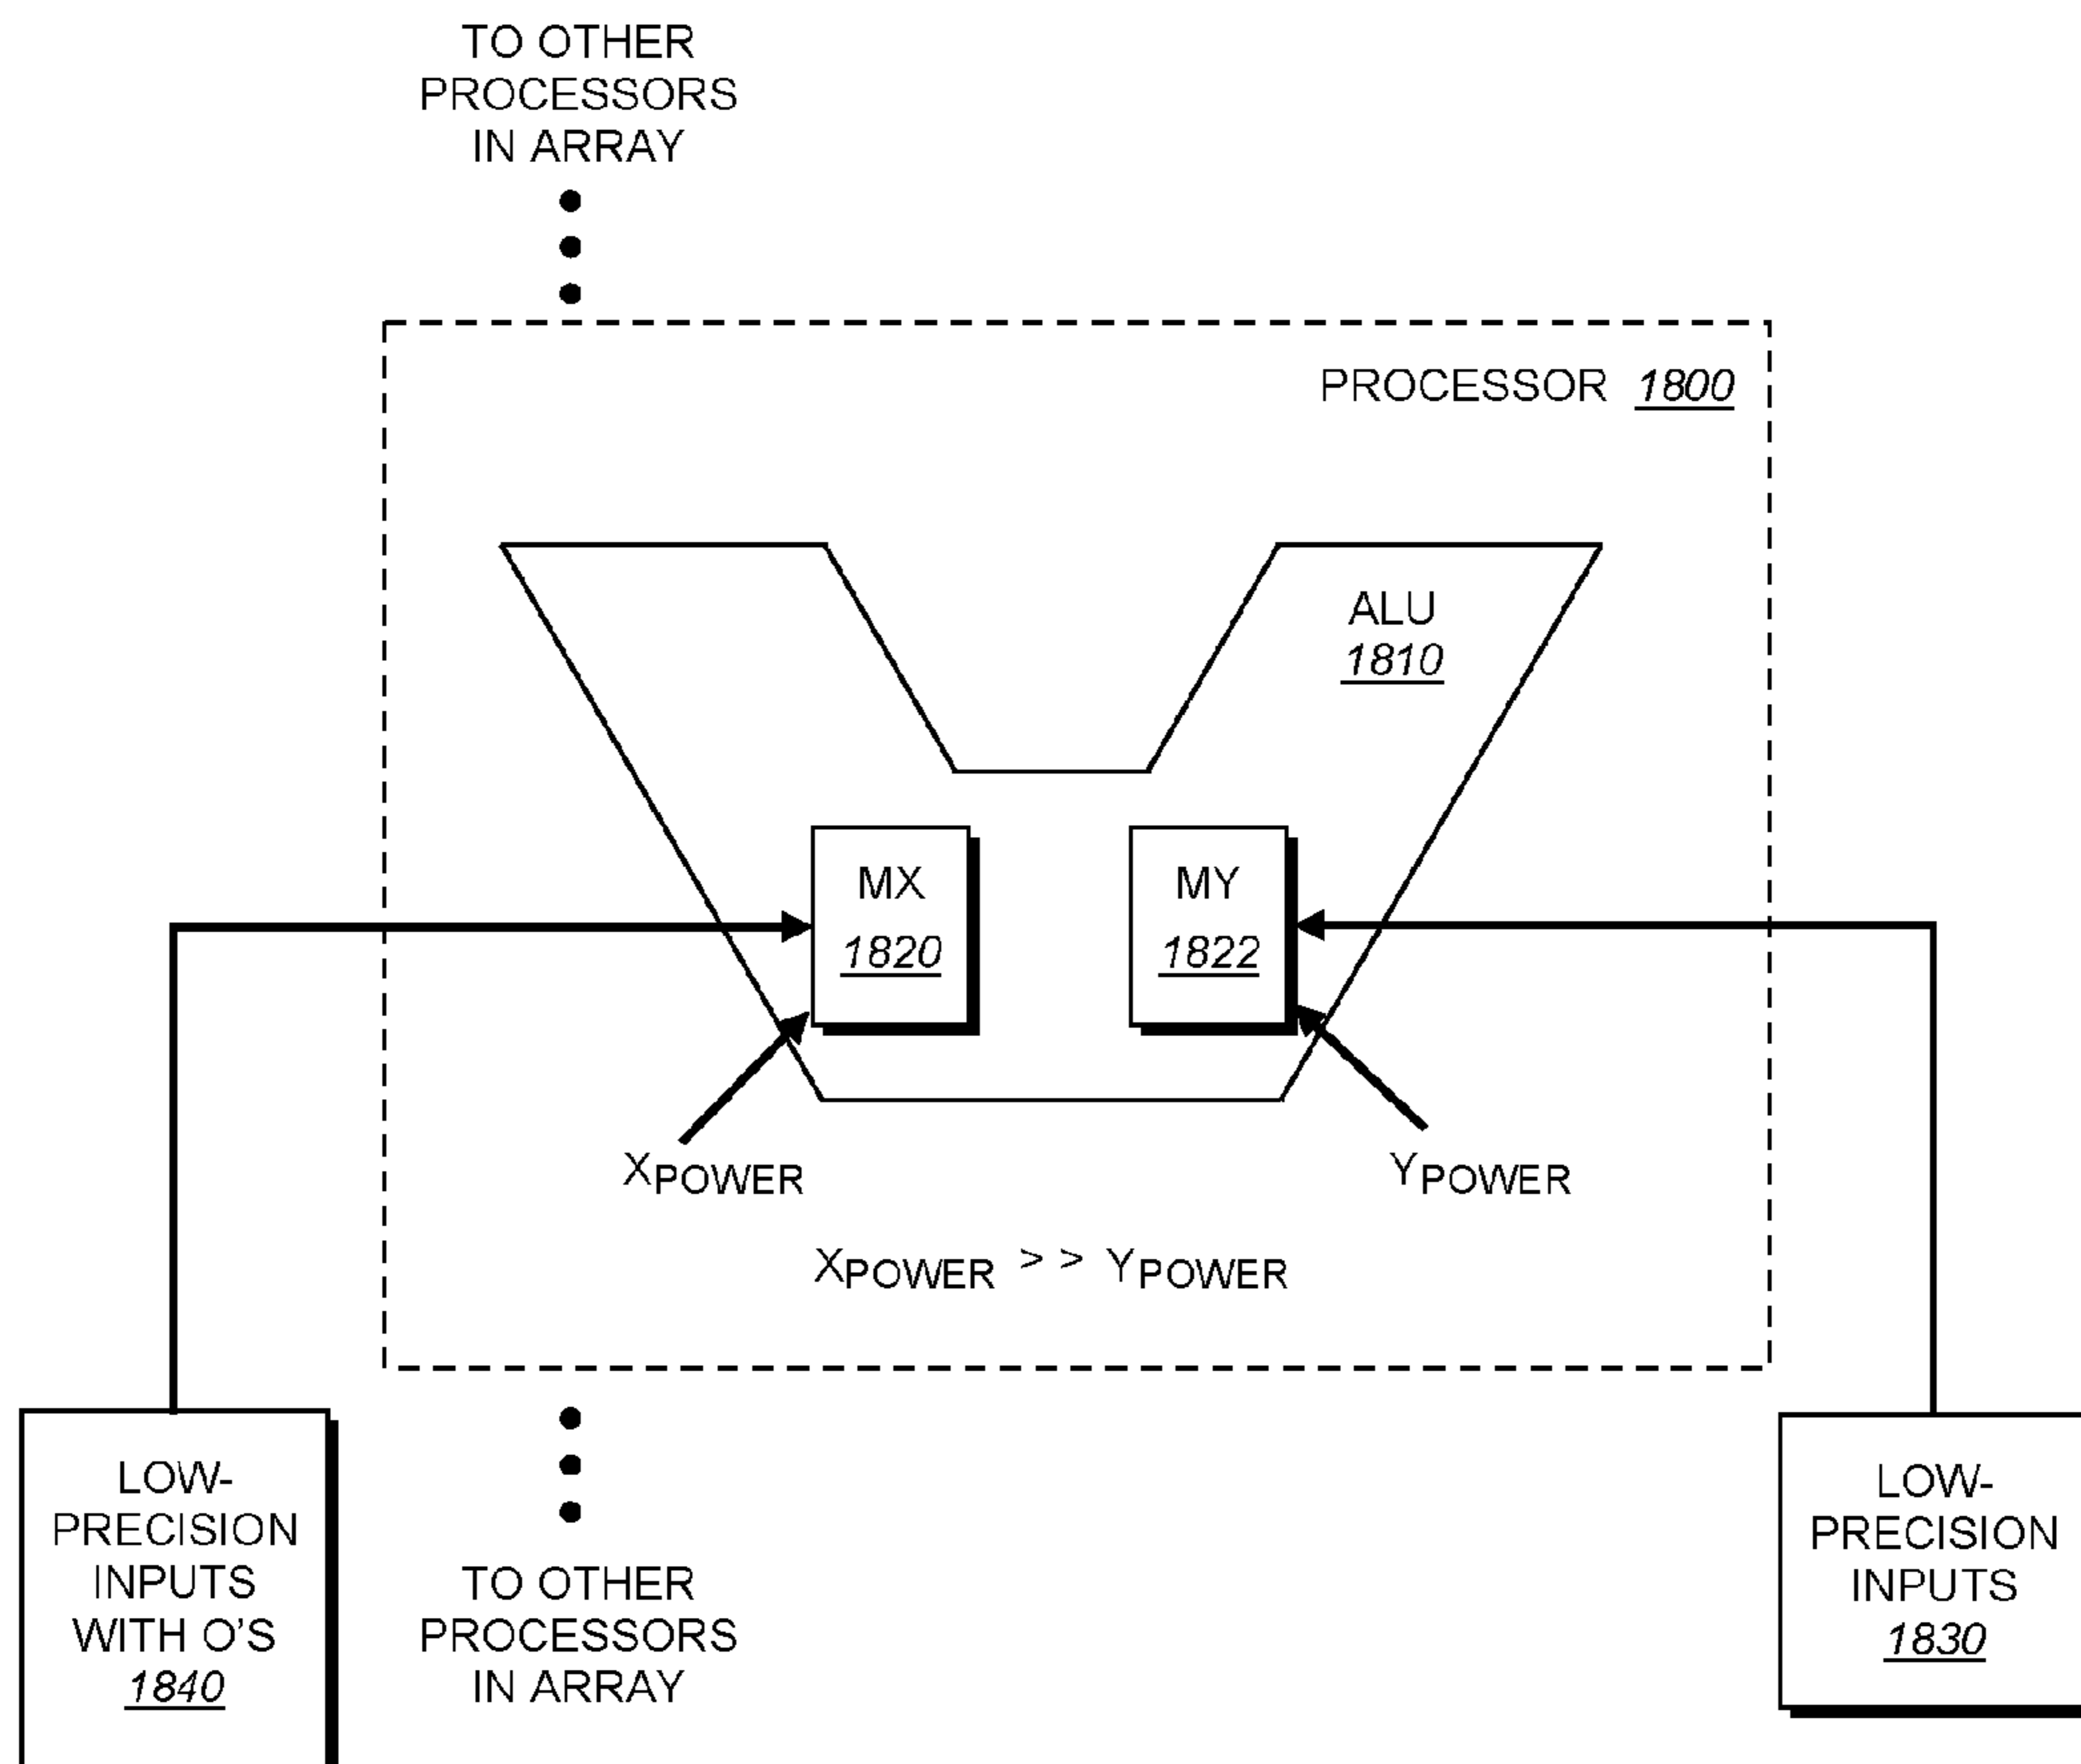 TO OTHER
PROCESSORS
IN ARRAY
PROCESSOR 1800
ALU
1810
MX
1820
MY
1822
XPOWER
YPOWER
XPOWER >> YPOWER
LOW-
PRECISION
INPUTS
WITH O'S
1840
TO OTHER
PROCESSORS
IN ARRAY
LOW-
PRECISION
INPUTS
1830